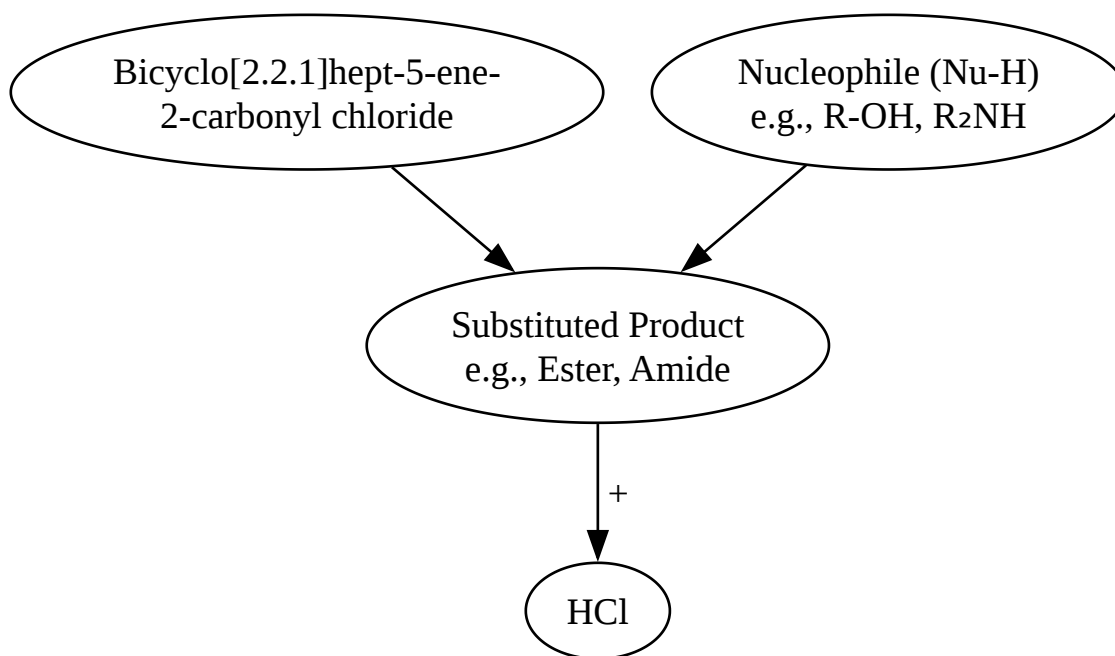 Bicyclo[2.2.1]hept-5-ene-
2-carbonyl chloride
Nucleophile (Nu-H)
e.g., R-OH, R₂NH
Substituted Product
e.g., Ester, Amide
+
HCl